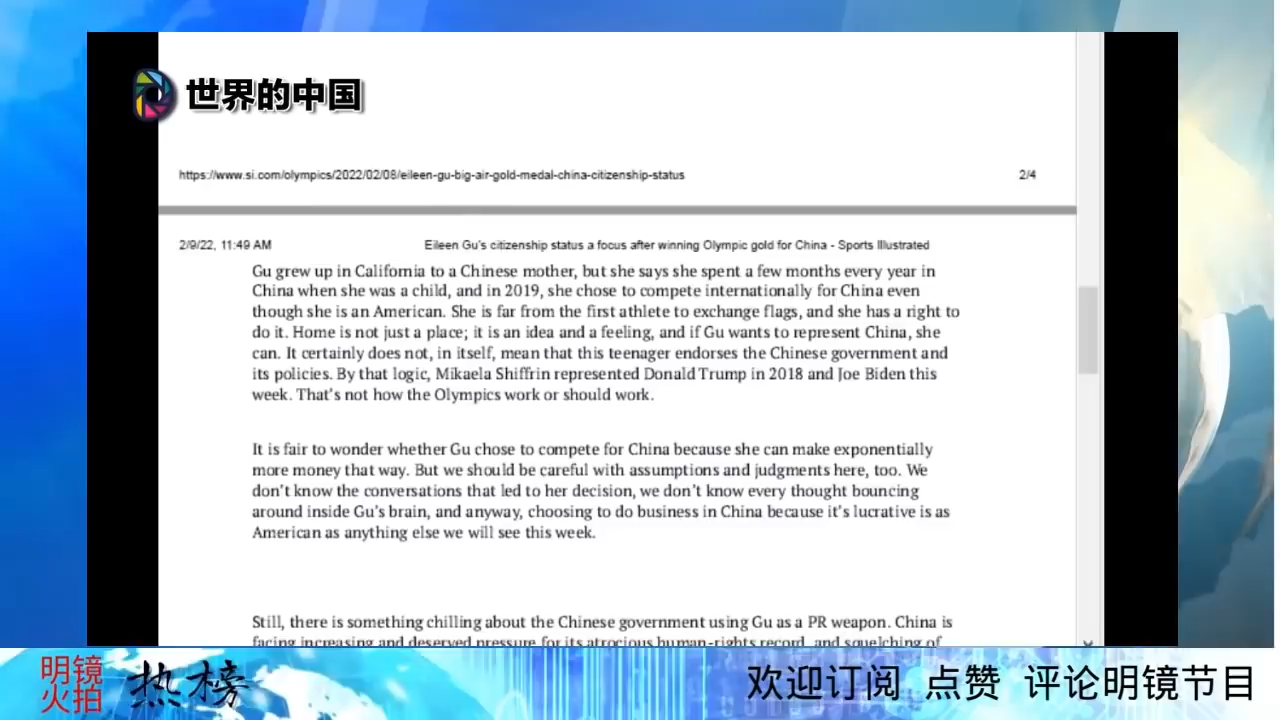 世界的中国
https://www.si.com/olympics/2022/02/08/eileen-gu-big-air-gold-medal-china-citizenship-status 2/4
2/9/22, 11:49 AM Eileen Gu's citizenship status a focus after winning Olympic gold for China - Sports Illustrated
Gu grew up in California to a Chinese mother, but she says she spent a few months every year in
China when she was a child, and in 2019, she chose to compete internationally for China even
though she is an American. She is far from the first athlete to exchange flags, and she has a right to
do it. Home is not just a place; it is an idea and a feeling, and if Gu wants to represent China, she
can. It certainly does not, in itself, mean that this teenager endorses the Chinese government and
its policies. By that logic, Mikaela Shiffrin represented Donald Trump in 2018 and Joe Biden this
week. That's not how the Olympics work or should work.
It is fair to wonder whether Gu chose to compete for China because she can make exponentially
more money that way. But we should be careful with assumptions and judgments here, too. We
don't know the conversations that led to her decision, we don't know every thought bouncing
around inside Gu's brain, and anyway, choosing to do business in China because it's lucrative is as
American as anything else we will see this week.
Still, there is something chilling about the Chinese government using Gu as a PR weapon. China is
facing increasing and deserved pressure for its atrocious human-rights record, and squelching of
明镜
火拍
热榜
欢迎订阅 点赞 评论明镜节目